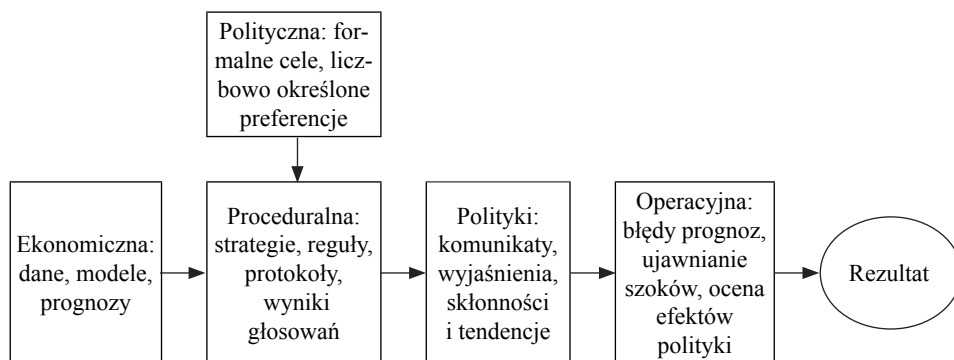 Polityczna: for-
malne cele, licz-
bowo określone
preferencje
Ekonomiczna:
dane, modele,
prognozy
Proceduralna:
strategie, reguły,
protokoły,
wyniki
głosowań
Polityki:
komunikaty,
wyjaśnienia,
skłonności
i tendencje
Operacyjna:
błędy prognoz,
ujawnianie
szoków, ocena
efektów
polityki
Rezultat